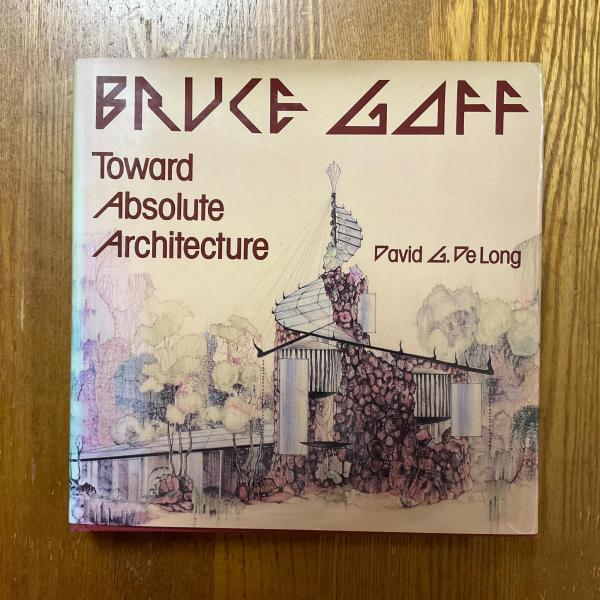 BRUCE GOFF
Toward
Absolute
Architecture
David G. De Long